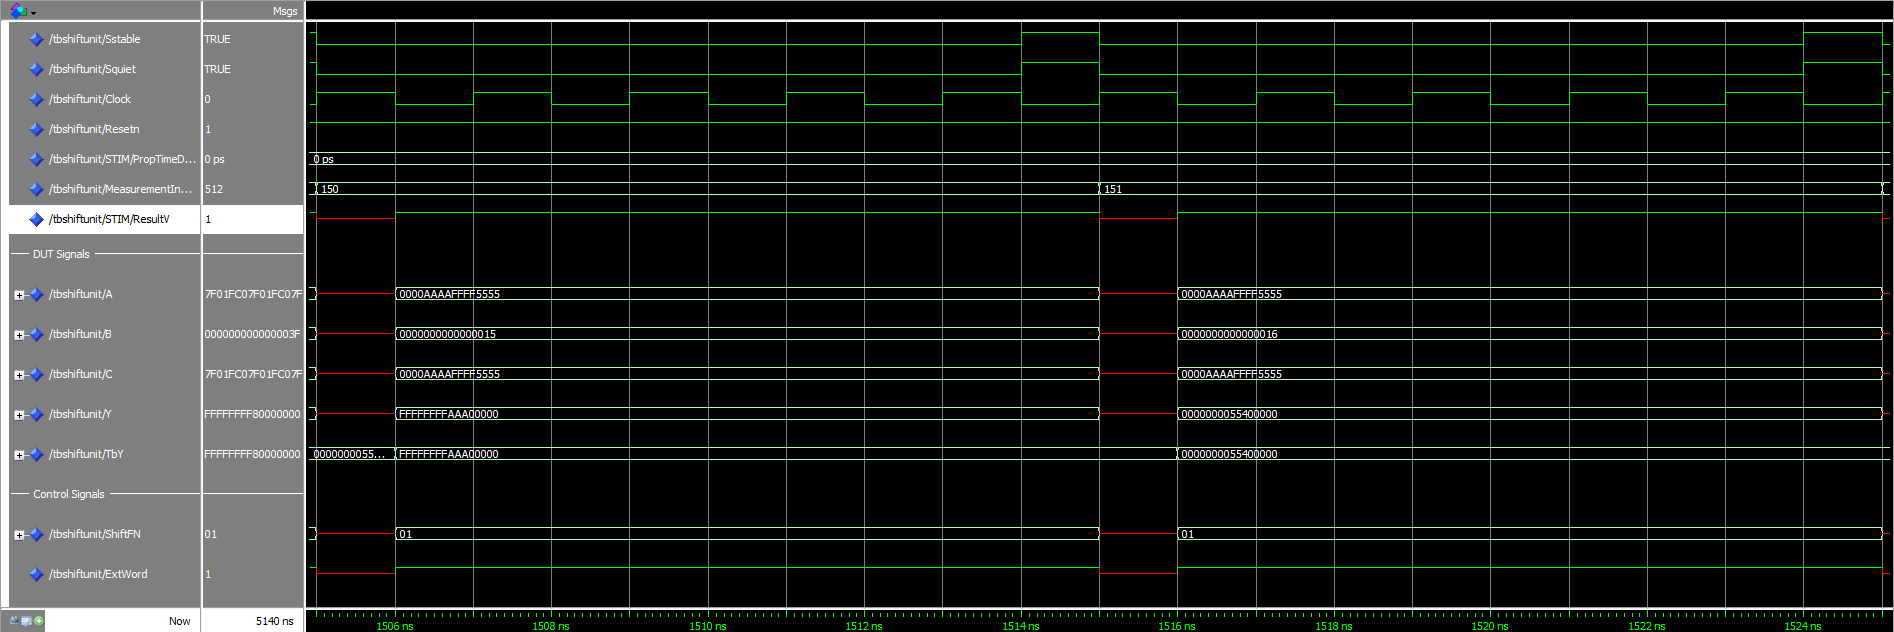 Msgs
/tbshiftunit/Sstable TRUE
/tbshiftunit/Squiet TRUE
/tbshiftunit/Clock 0
/tbshiftunit/Resetn 1
/tbshiftunit/STIM/PropTimeD... 0 ps 0 ps
/tbshiftunit/MeasurementIn... 512 150 151
/tbshiftunit/STIM/ResultV 1
DUT Signals
/tbshiftunit/A 7F01FC07F01FC07F 0000AAAAFFFF5555 0000AAAAFFFF5555
/tbshiftunit/B 000000000000003F 0000000000000015 0000000000000016
/tbshiftunit/C 7F01FC07F01FC07F 0000AAAAFFFF5555 0000AAAAFFFF5555
/tbshiftunit/Y FFFFFFFF80000000 FFFFFFFFAAA00000 0000000055400000
/tbshiftunit/TbY FFFFFFFF80000000 0000000055... FFFFFFFFAAA00000 0000000055400000
Control Signals
/tbshiftunit/ShiftFN 01 01 01
/tbshiftunit/ExtWord 1
Now 5140 ns 1506 ns 1508 ns 1510 ns 1512 ns 1514 ns 1516 ns 1518 ns 1520 ns 1522 ns 1524 ns